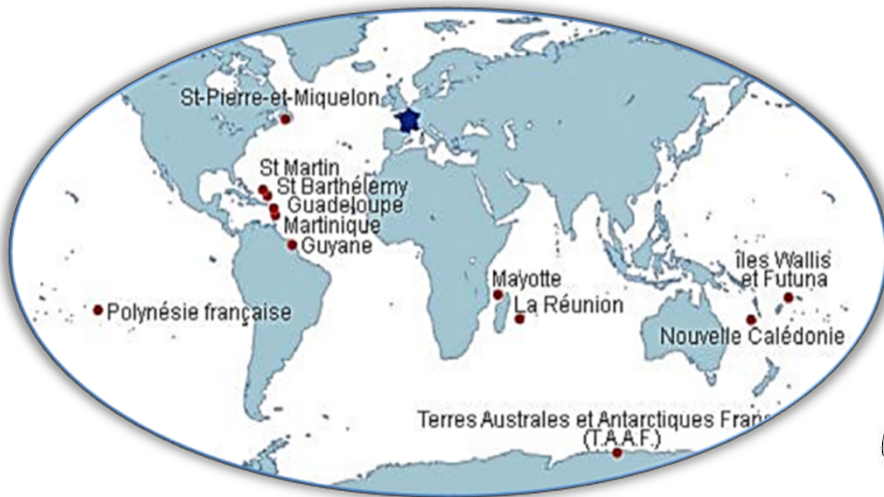 St-Pierre-et-Miquelon
St Martin
St Barthélemy
Guadeloupe
Martinique
Guyane
Mayotte
La Réunion
îles Wallis
et Futuna
Polynésie française
Nouvelle Calédonie
Terres Australes et Antarctiques Fran
(T.A.A.F.)